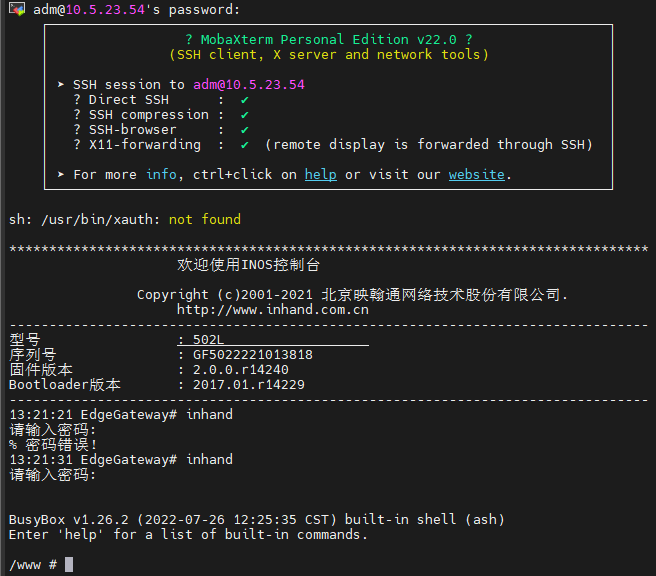 adm@10.5.23.54's password:
? MobaXterm Personal Edition v22.0 ?
(SSH client, X server and network tools)
➤ SSH session to adm@10.5.23.54
? Direct SSH : ✔
? SSH compression : ✔
? SSH-browser : ✔
? X11-forwarding : ✔ (remote display is forwarded through SSH)
➤ For more info, ctrl+click on help or visit our website.
sh: /usr/bin/xauth: not found
********************************************************************************
欢迎使用INOS控制台
Copyright (c)2001-2021 北京映翰通网络技术股份有限公司.
http://www.inhand.com.cn
--------------------------------------------------------------------------------
型号 : 502L
序列号 : GF5022221013818
固件版本 : 2.0.0.r14240
Bootloader版本 : 2017.01.r14229
--------------------------------------------------------------------------------
13:21:21 EdgeGateway# inhand
请输入密码:
% 密码错误!
13:21:31 EdgeGateway# inhand
请输入密码:
BusyBox v1.26.2 (2022-07-26 12:25:35 CST) built-in shell (ash)
Enter 'help' for a list of built-in commands.
/www #